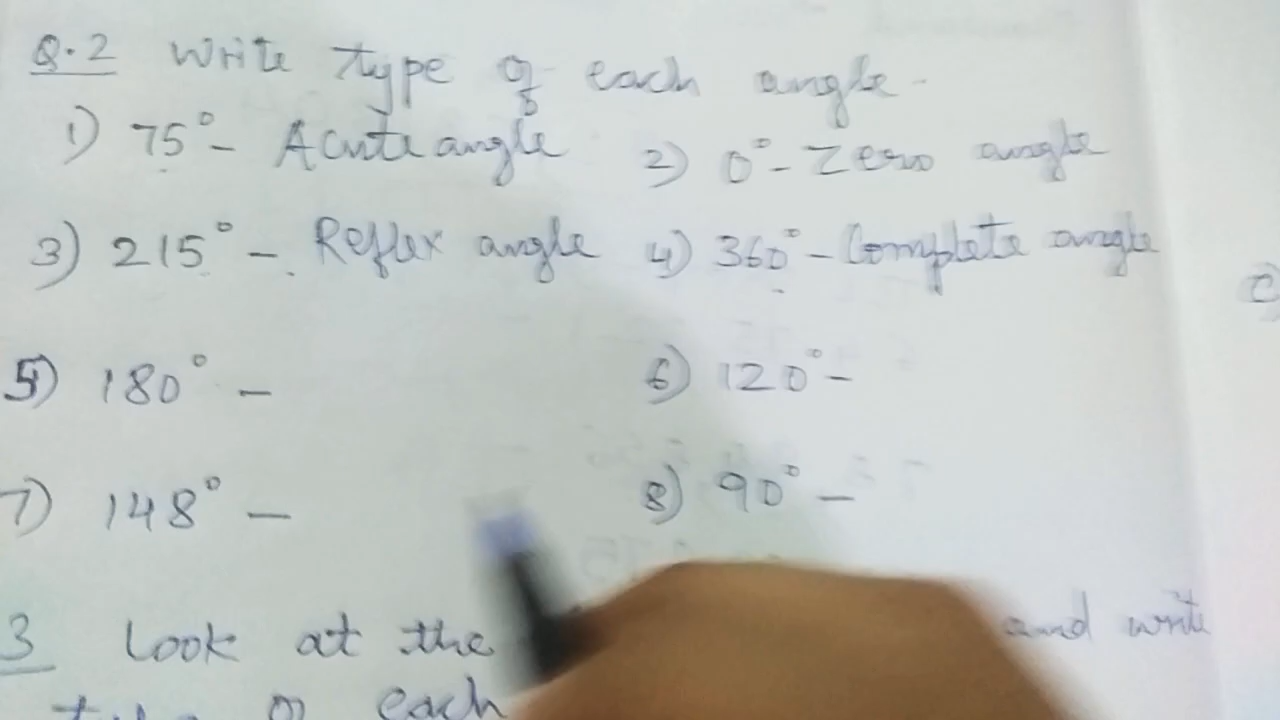 Q.2 Write type of each angle.
1) 75° - Acute angle 2) 0° - Zero angle
3) 215° - Reflex angle 4) 360° - Complete angle
5) 180° - 6) 120° -
7) 148° - 8) 90° -
3 Look at the and write
each